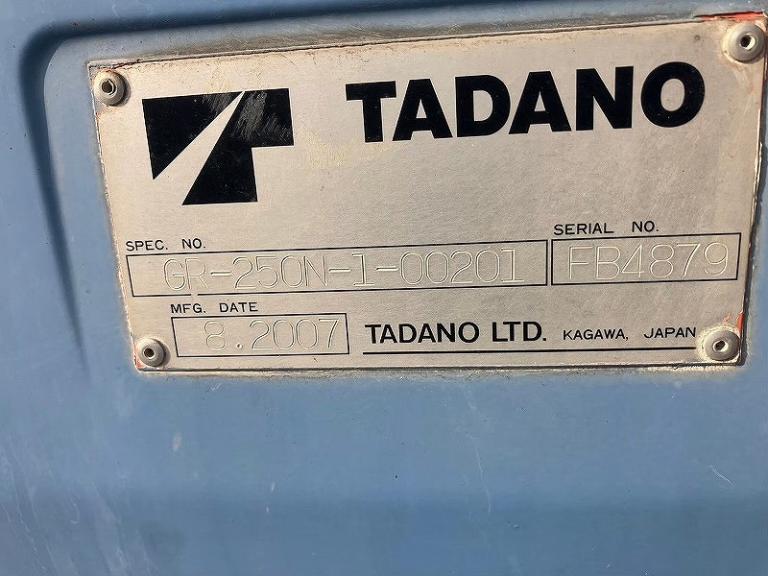 TADANO
SPEC. NO.
GR-250N-1-00201
SERIAL NO.
FB4879
MFG. DATE
8.2007
TADANO LTD. KAGAWA, JAPAN